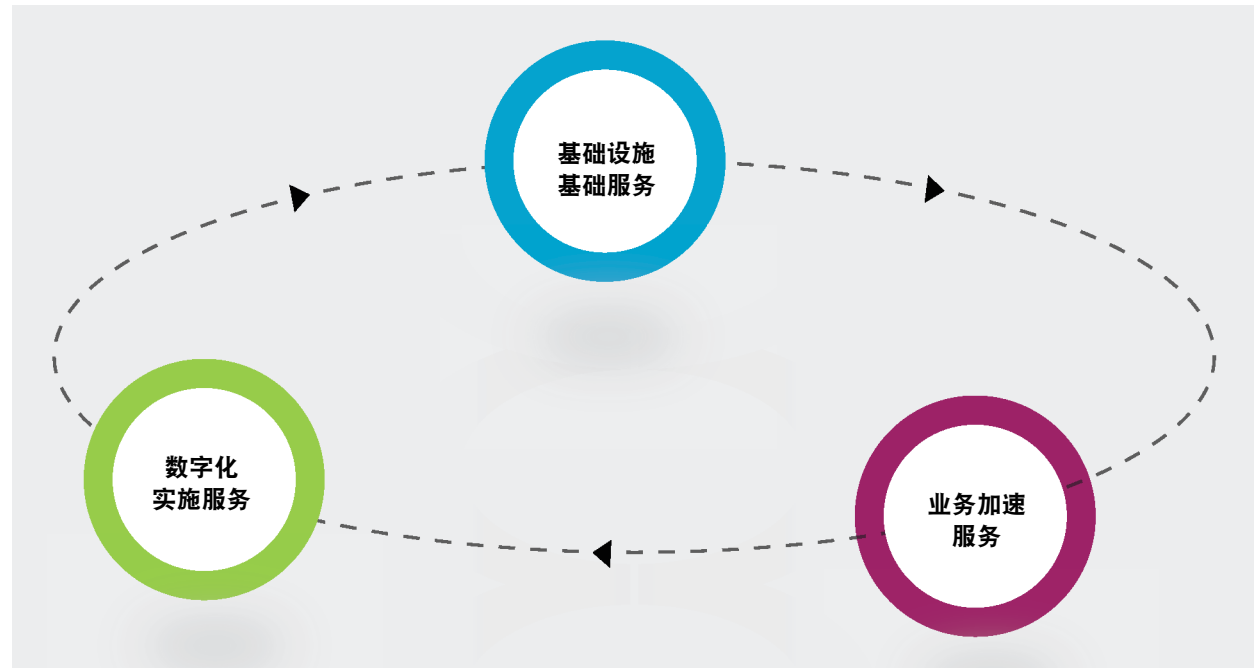 基础设施
基础服务
数字化
实施服务
业务加速
服务